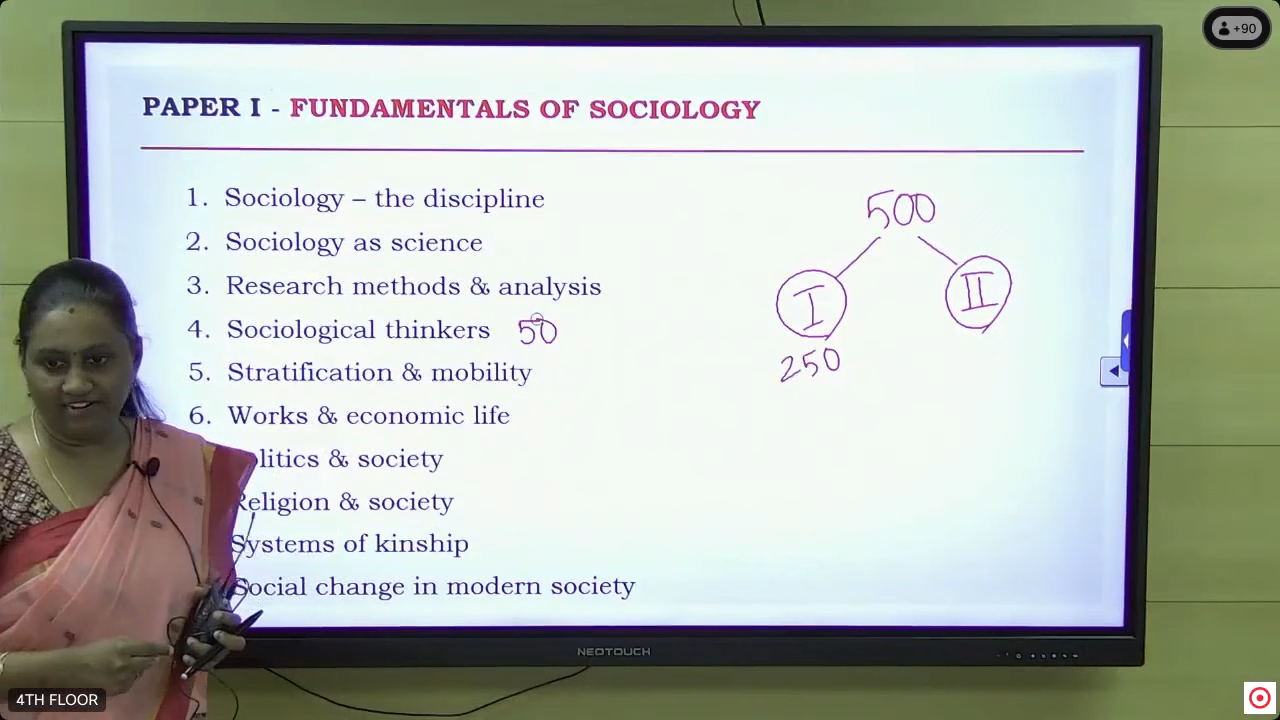 +90
PAPER I - FUNDAMENTALS OF SOCIOLOGY
1. Sociology – the discipline
2. Sociology as science
3. Research methods & analysis
4. Sociological thinkers 50
5. Stratification & mobility
6. Works & economic life
olitics & society
Religion & society
Systems of kinship
Social change in modern society
500
I II
250
NEOTOUCH
4TH FLOOR